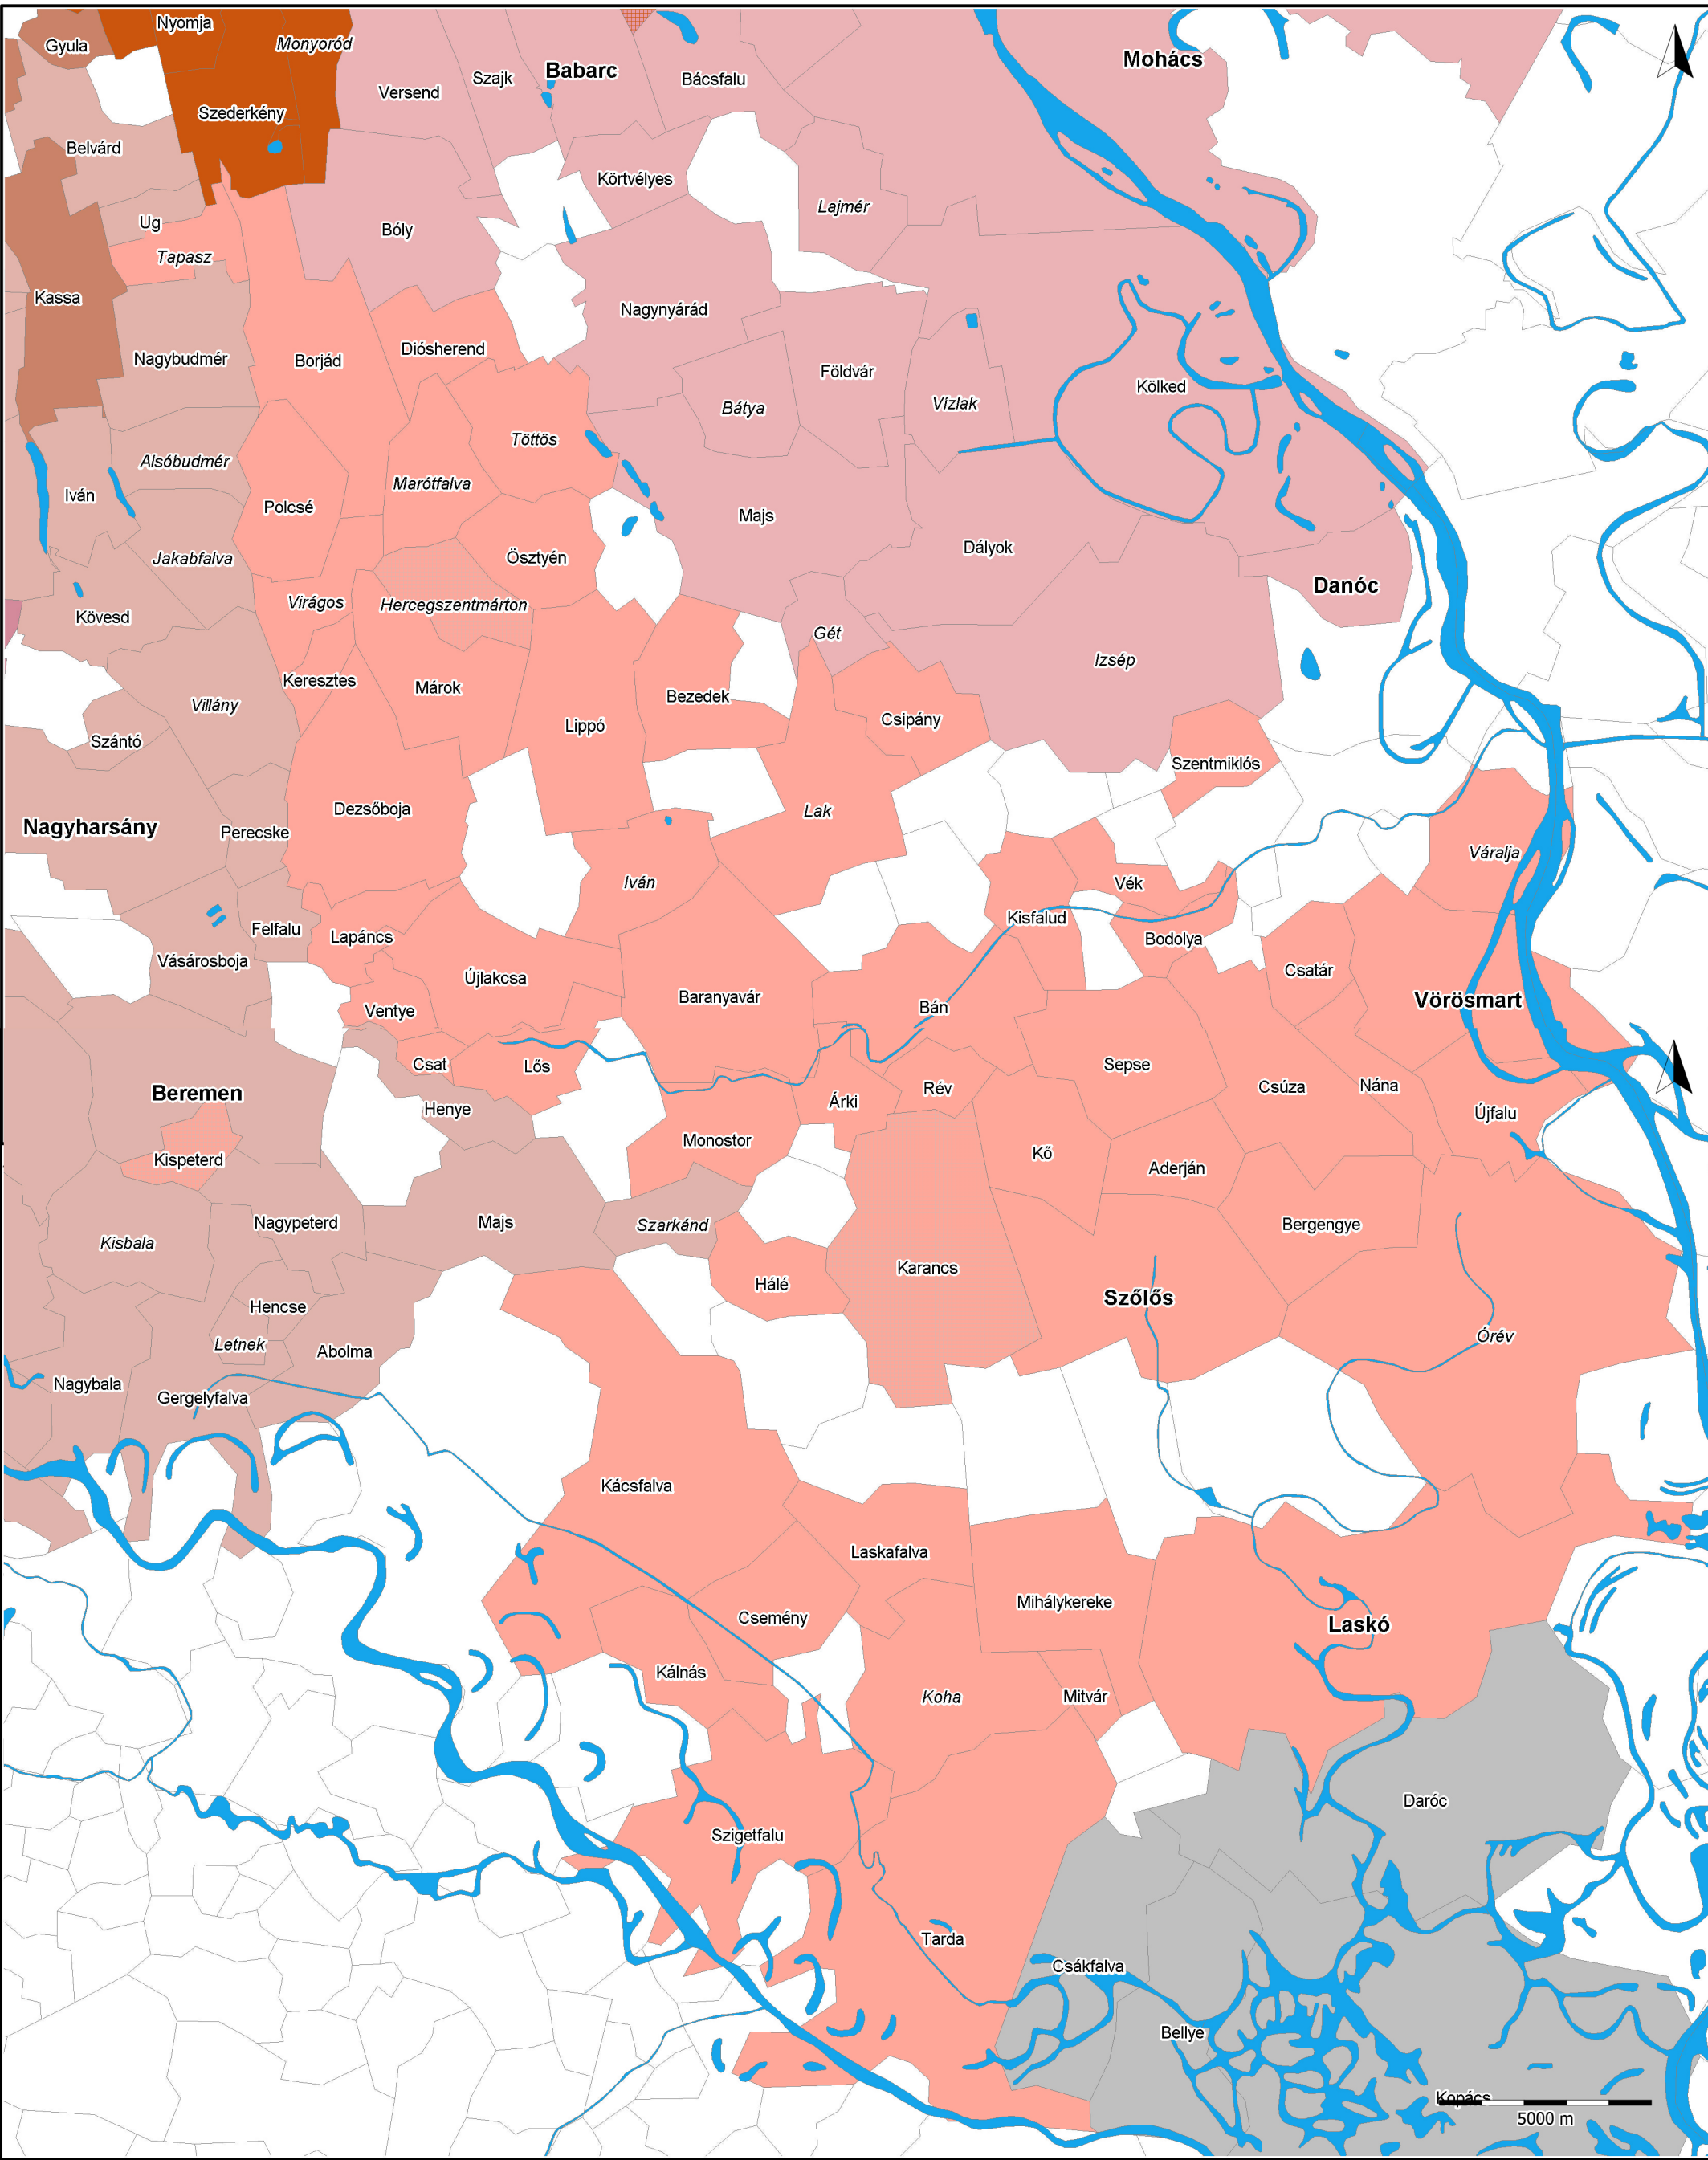 Nyomja
Gyula
Monyoród
Babarc
Mohács
Szajk
Bácsfalu
Versend
Szederkény
Belvárd
Körtvélyes
Lajmér
Ug
Bóly
Tapasz
Kassa
Nagynyárád
Diósherend
Nagybudmér
Borjád
Földvár
Kölked
Bátya
Vízlak
Töttös
Alsóbudmér
Marótfalva
Iván
Polcsé
Majs
Dályok
Jakabfalva
Ösztyén
Danóc
Virágos
Hercegszentmárton
Kövesd
Gét
Izsép
Keresztes
Márok
Bezedek
Villány
Csipány
Lippó
Szántó
Szentmiklós
Dezsőboja
Lak
Nagyharsány
Perecske
Váralja
Iván
Vék
Kisfalud
Felfalu
Lapáncs
Bodolya
Vásárosboja
Csatár
Újlakcsa
Baranyavár
Vörösmart
Bán
Ventye
Csat
Lős
Sepse
Beremen
Csúza
Nána
Rév
Árki
Henye
Újfalu
Monostor
Kő
Kispeterd
Aderján
Nagypeterd
Majs
Szarkánd
Bergengye
Kisbala
Karancs
Hálé
Szőlős
Hencse
Órév
Letnek
Abolma
Nagybala
Gergelyfalva
Kácsfalva
Laskafalva
Mihálykereke
Csemény
Laskó
Kálnás
Koha
Mitvár
Daróc
Szigetfalu
Tarda
Csákfalva
Bellye
Kopács
5000 m